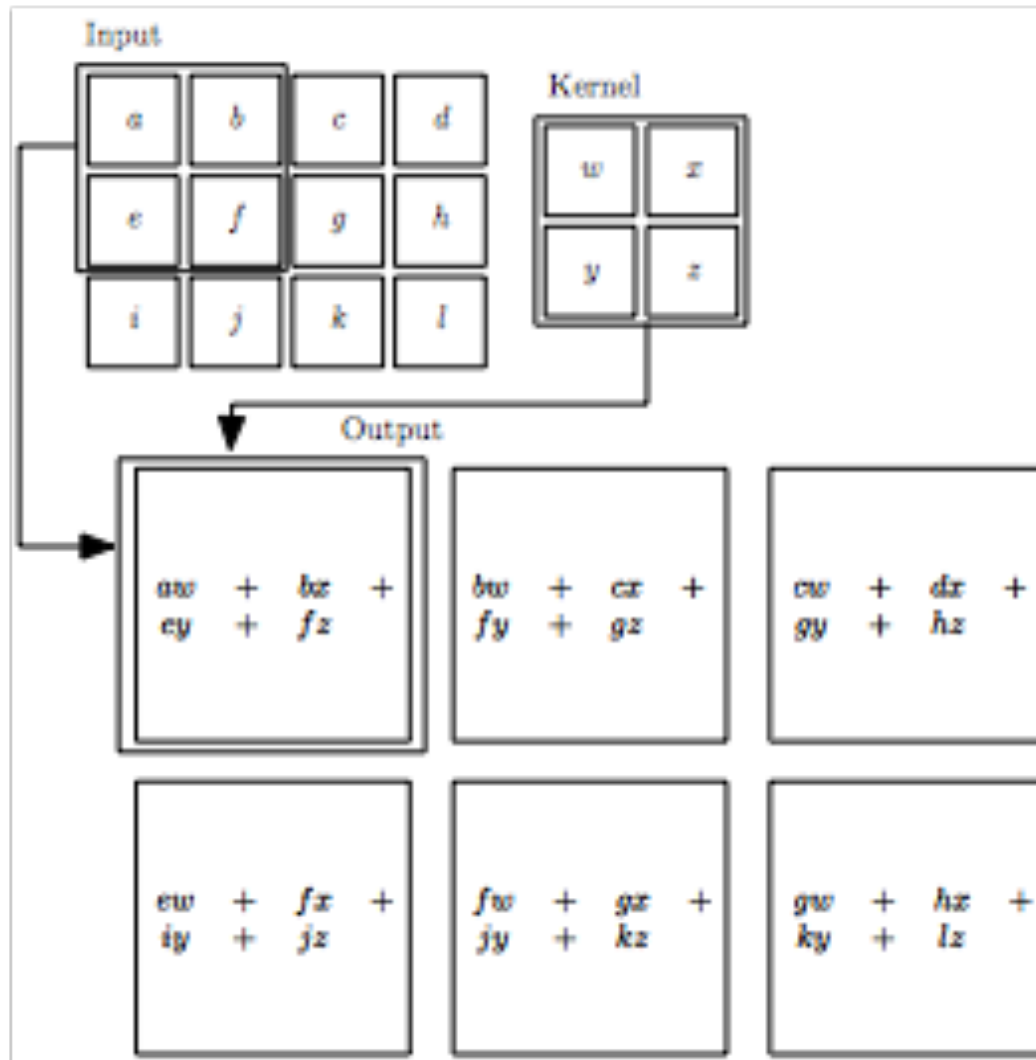 Input
Kernel
a b c d
w x
e f g h
y z
i j k l
Output
aw + bx +
ey + fz
bw + cx +
fy + gz
cw + dx +
gy + hz
ew + fx +
iy + jz
fw + gx +
jy + kz
gw + hx +
ky + lz